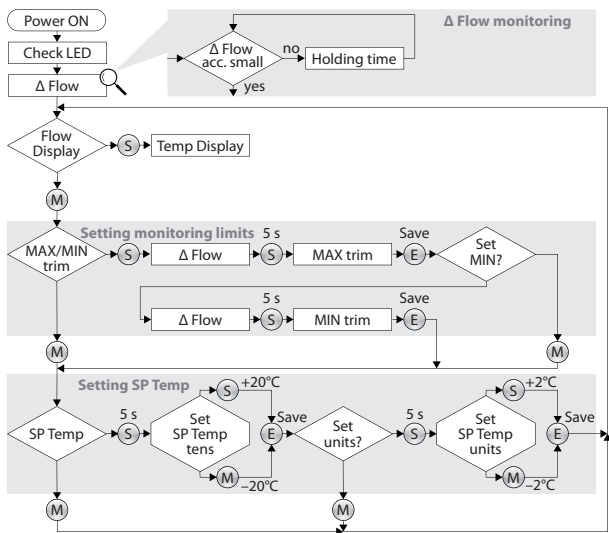 Power ON
Check LED
Δ Flow
Δ Flow monitoring
Δ Flow
acc. small
no
Holding time
yes
Flow
Display
S
Temp Display
M
Setting monitoring limits
MAX/MIN
trim
S
Δ Flow
5 s
S
MAX trim
Save
E
Set
MIN?
Δ Flow
5 s
S
MIN trim
Save
E
M
M
Setting SP Temp
SP Temp
5 s
S
Set
SP Temp
tens
S
+20°C
M
–20°C
Save
E
Set
units?
5 s
S
Set
SP Temp
units
S
+2°C
M
–2°C
Save
E
M
M